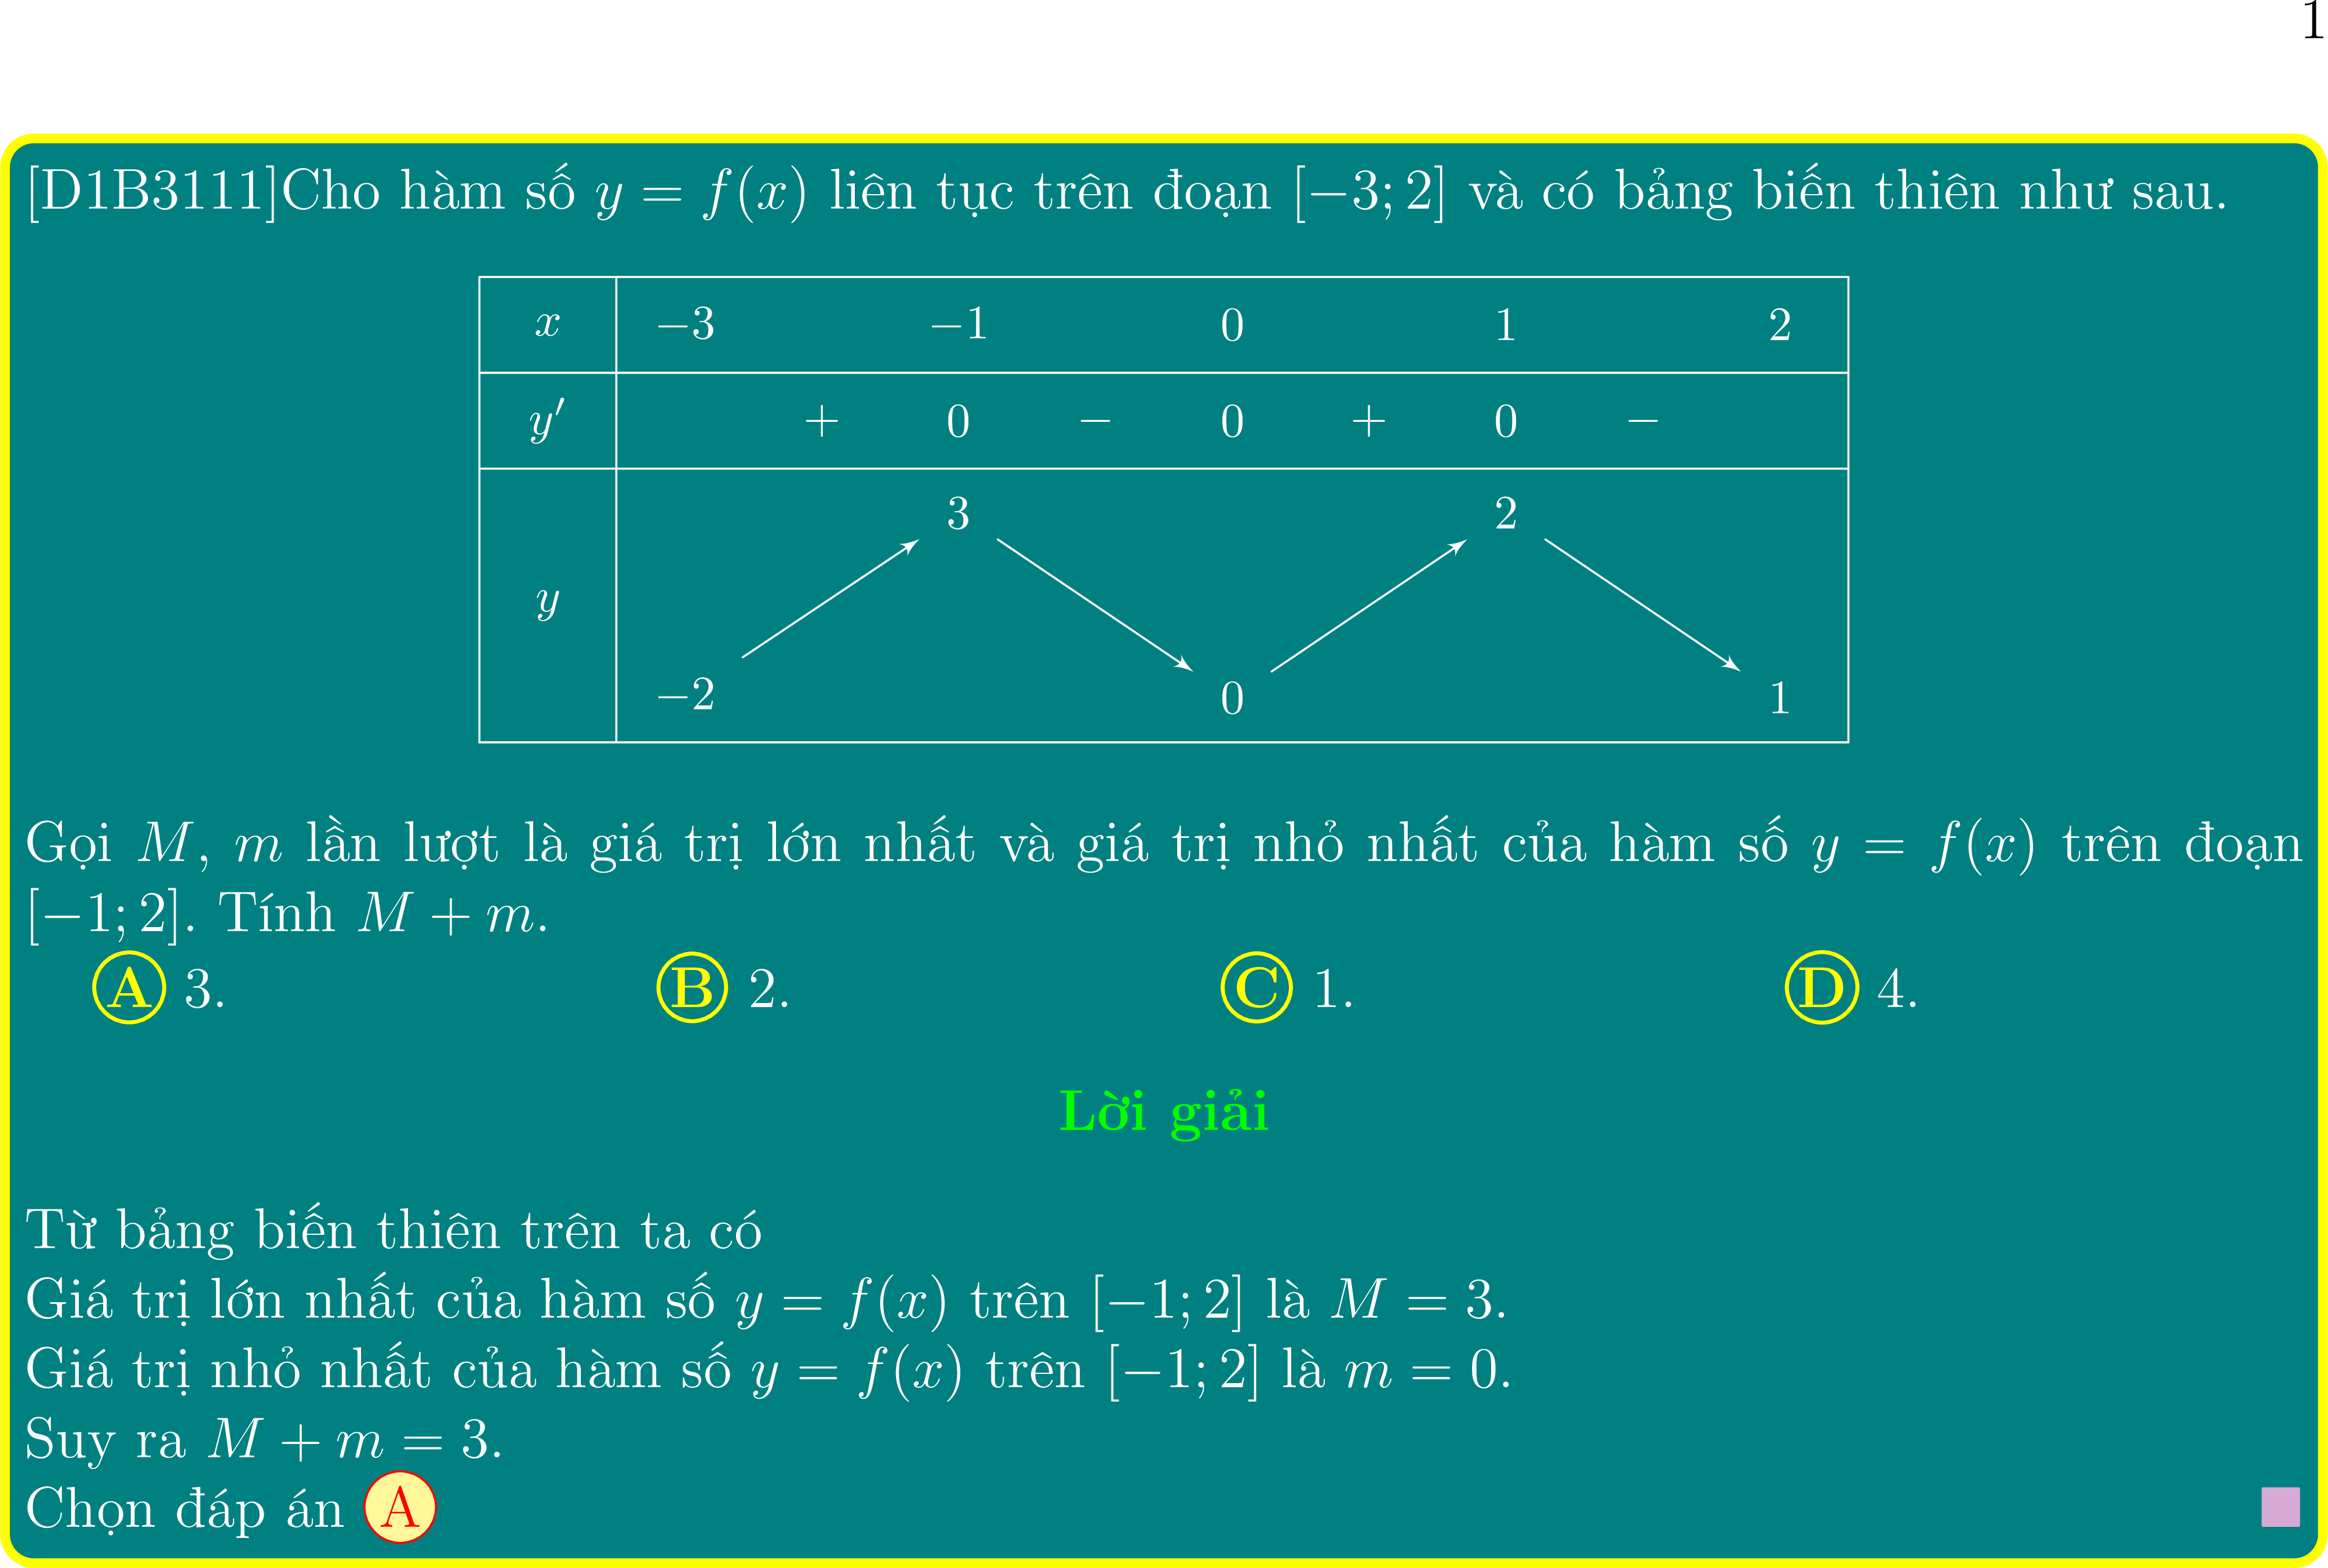 1
[D1B3111]Cho hàm số y = f(x) liên tục trên đoạn [−3; 2] và có bảng biến thiên như sau.
x −3 −1 0 1 2
y′ + 0 − 0 + 0 −
3 2
y
−2 0 1
Gọi M, m lần lượt là giá trị lớn nhất và giá trị nhỏ nhất của hàm số y = f(x) trên đoạn
[−1; 2]. Tính M + m.
A 3. B 2. C 1. D 4.
Lời giải
Từ bảng biến thiên trên ta có
Giá trị lớn nhất của hàm số y = f(x) trên [−1; 2] là M = 3.
Giá trị nhỏ nhất của hàm số y = f(x) trên [−1; 2] là m = 0.
Suy ra M + m = 3.
Chọn đáp án A